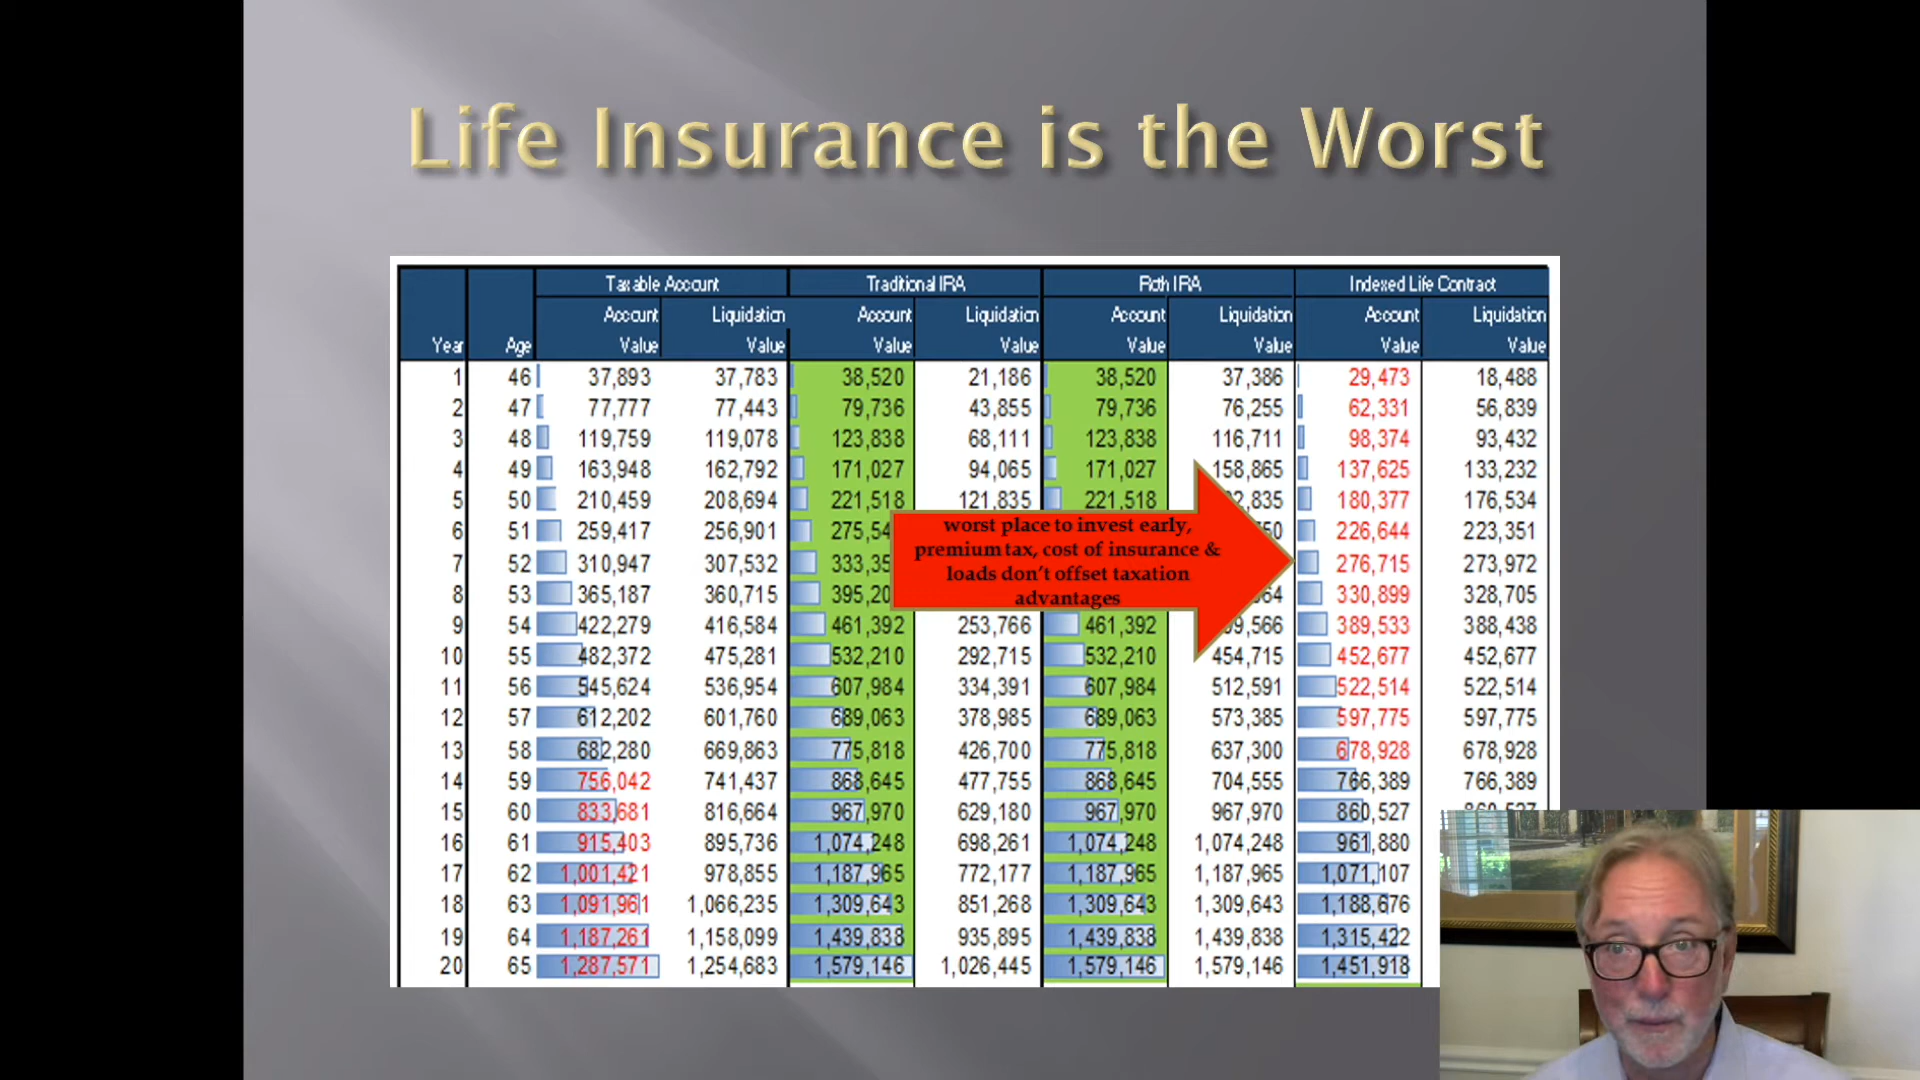 Life Insurance is the Worst
Taxable Account Traditional IRA Roth IRA Indexed Life Contract
Account Liquidation Account Liquidation Account Liquidation Account Liquidation
Year Age Value Value Value Value Value Value Value Value
1 46 37,893 37,783 38,520 21,186 38,520 37,386 29,473 18,488
2 47 77,777 77,443 79,736 43,855 79,736 76,255 62,331 56,839
3 48 119,759 119,078 123,838 68,111 123,838 116,711 98,374 93,432
4 49 163,948 162,792 171,027 94,065 171,027 158,865 137,625 133,232
5 50 210,459 208,694 221,518 121,835 221,518 180,377 176,534
6 51 259,417 256,901 226,644 223,351
7 52 310,947 307,532 276,715 273,972
8 53 365,187 360,715 330,899 328,705
worst place to invest early,
premium tax, cost of insurance &
loads don't offset taxation
advantages
9 54 422,279 416,584 461,392 253,766 461,392 389,533 388,438
10 55 482,372 475,281 532,210 292,715 532,210 454,715 452,677 452,677
11 56 545,624 536,954 607,984 334,391 607,984 512,591 522,514 522,514
12 57 612,202 601,760 689,063 378,985 689,063 573,385 597,775 597,775
13 58 682,280 669,863 775,818 426,700 775,818 637,300 678,928 678,928
14 59 756,042 741,437 868,645 477,755 868,645 704,555 766,389 766,389
15 60 833,681 816,664 967,970 629,180 967,970 967,970 860,527
16 61 915,403 895,736 1,074,248 698,261 1,074,248 1,074,248 961,880
17 62 1,001,421 978,855 1,187,965 772,177 1,187,965 1,187,965 1,071,107
18 63 1,091,961 1,066,235 1,309,643 851,268 1,309,643 1,309,643 1,188,676
19 64 1,187,261 1,158,099 1,439,838 935,895 1,439,838 1,439,838 1,315,422
20 65 1,287,571 1,254,683 1,579,146 1,026,445 1,579,146 1,579,146 1,451,918